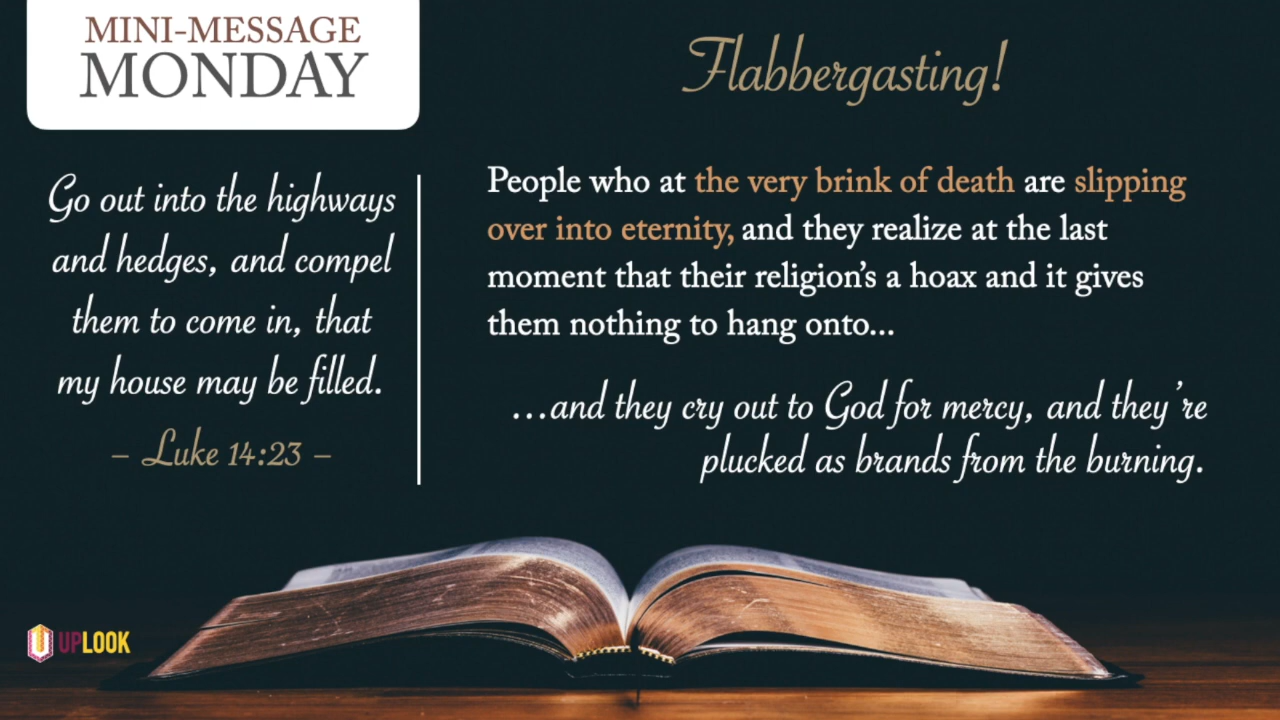 MINI-MESSAGE
MONDAY
Go out into the highways
and hedges, and compel
them to come in, that
my house may be filled.
– Luke 14:23 –
Flabbergasting!
People who at the very brink of death are slipping
over into eternity, and they realize at the last
moment that their religion’s a hoax and it gives
them nothing to hang onto...
...and they cry out to God for mercy, and they’re
plucked as brands from the burning.
UPLOOK